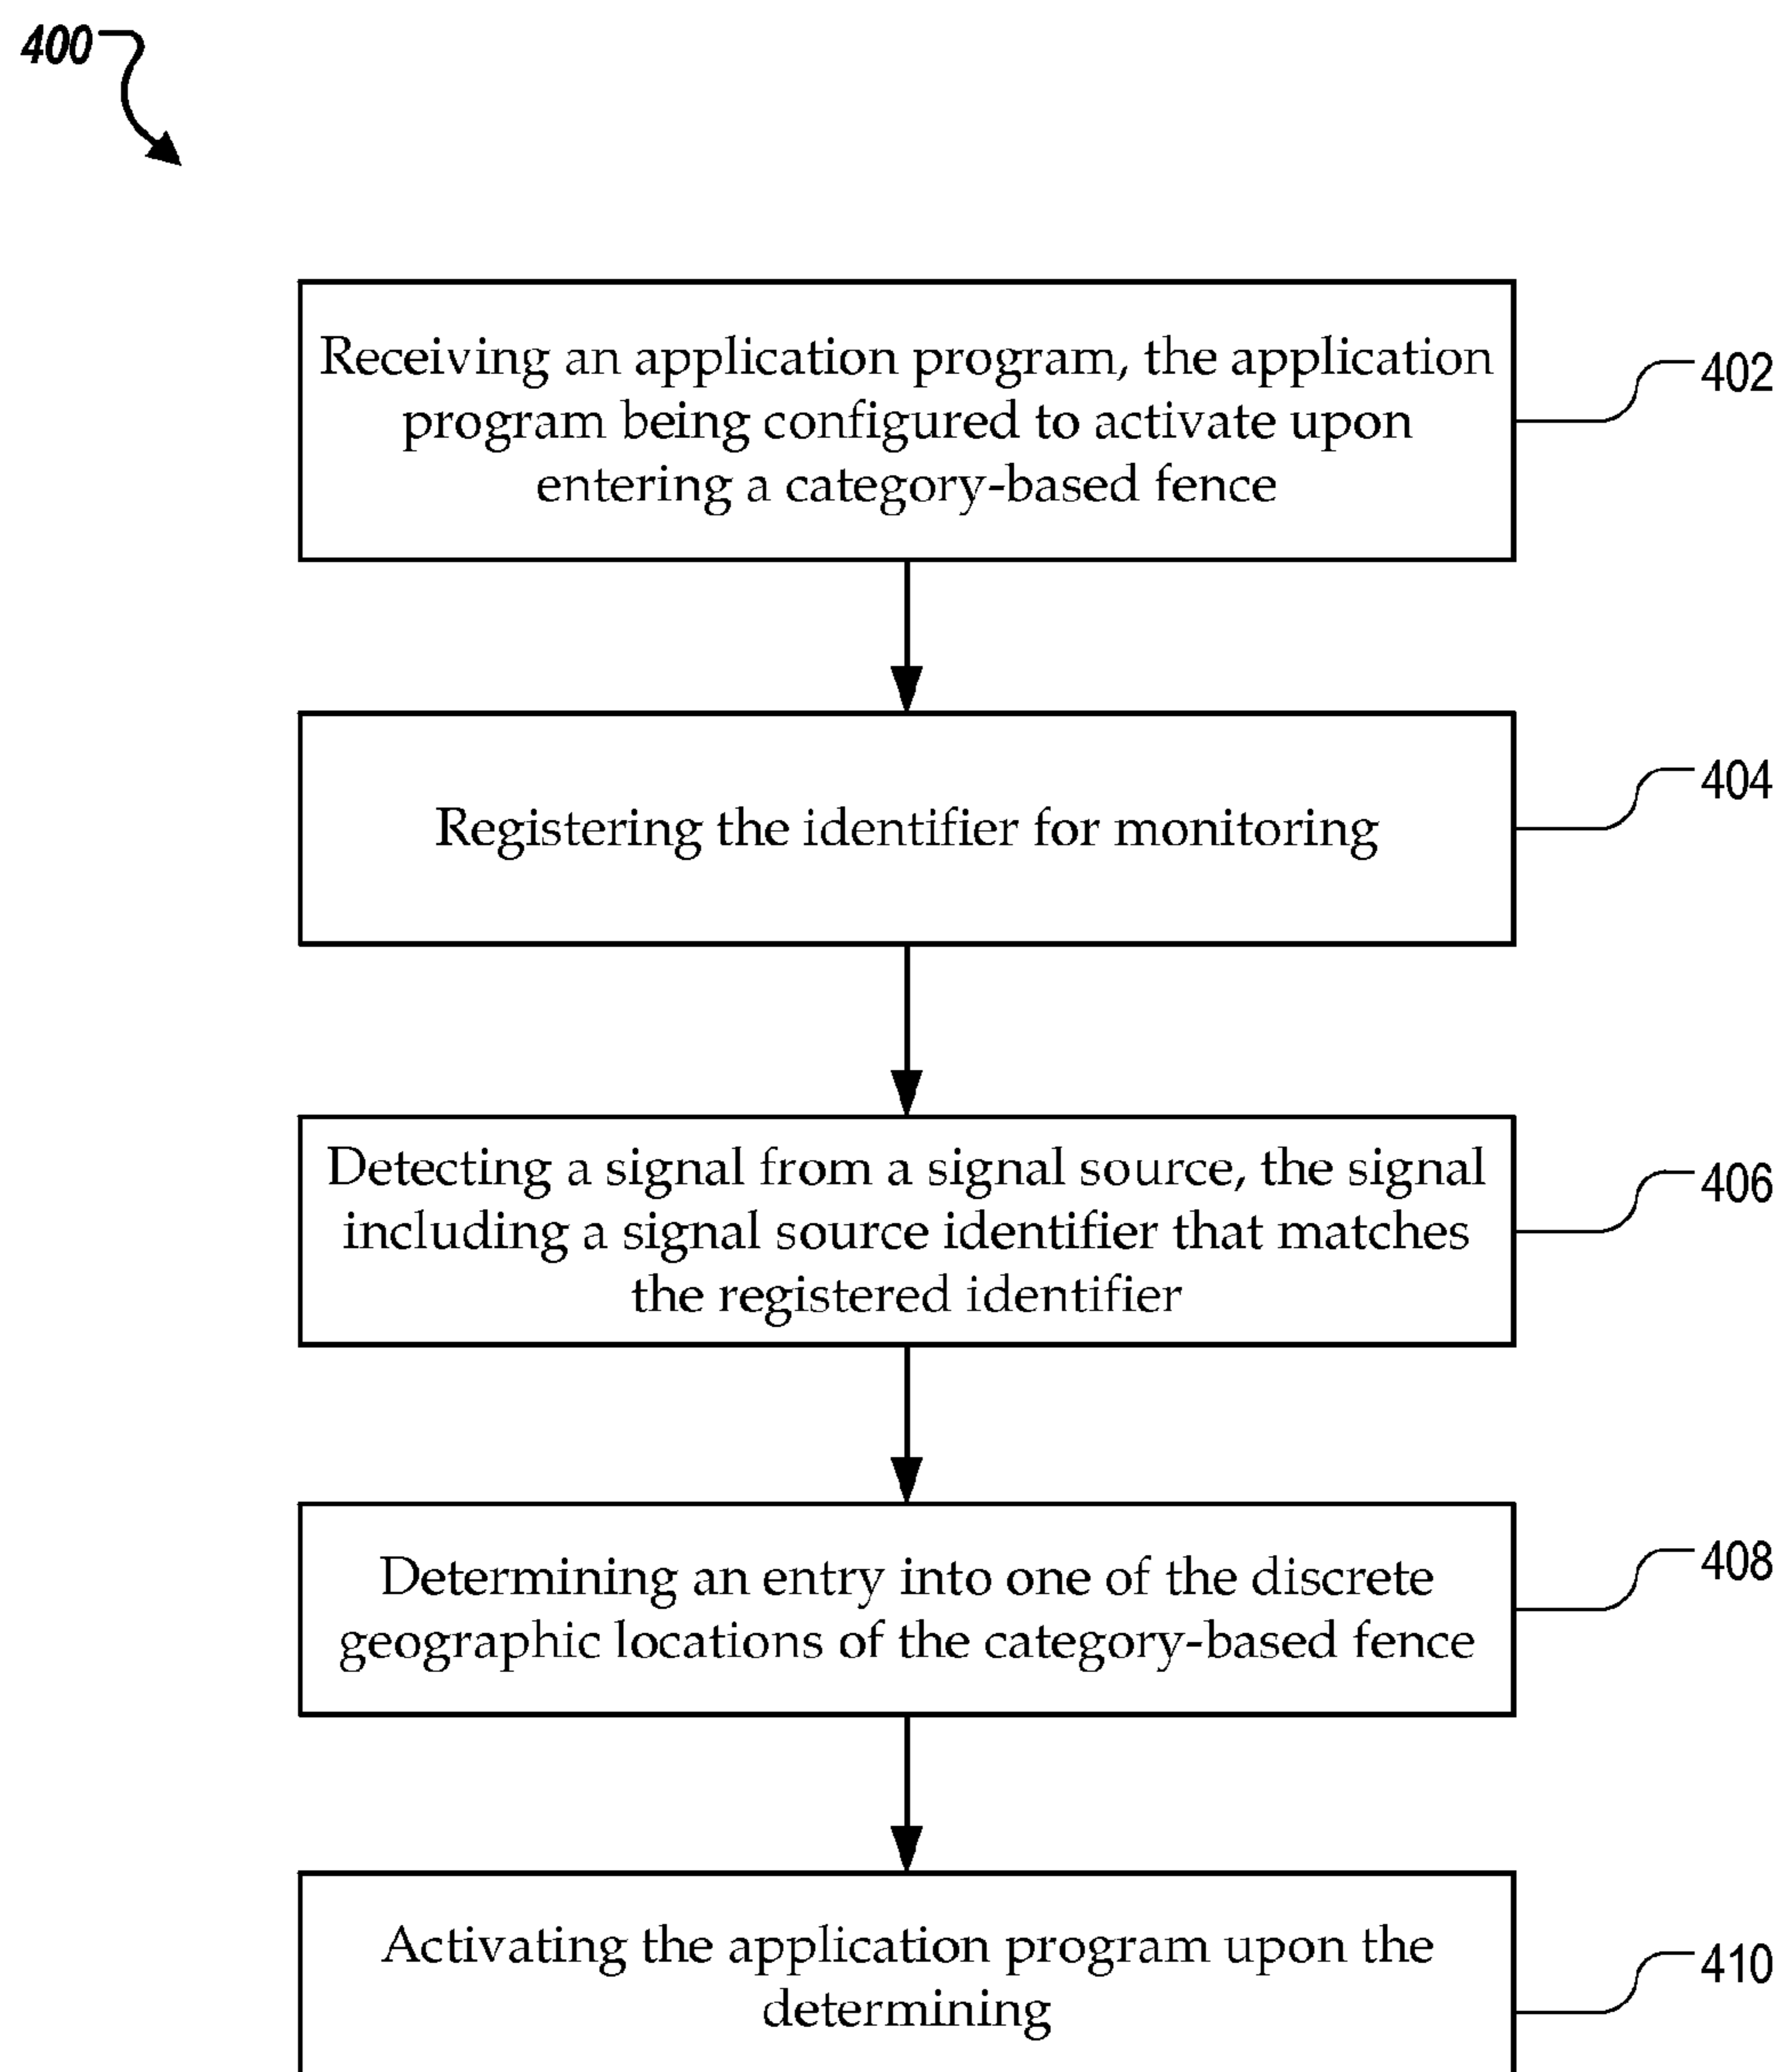 400
Receiving an application program, the application
program being configured to activate upon
entering a category-based fence
402
Registering the identifier for monitoring
404
Detecting a signal from a signal source, the signal
including a signal source identifier that matches
the registered identifier
406
Determining an entry into one of the discrete
geographic locations of the category-based fence
408
Activating the application program upon the
determining
410